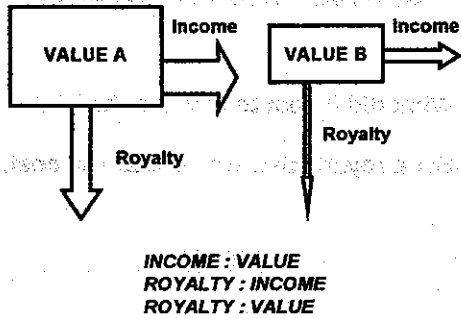 Income
VALUE A
Royalty
Income
VALUE B
Royalty
INCOME : VALUE
ROYALTY : INCOME
ROYALTY : VALUE